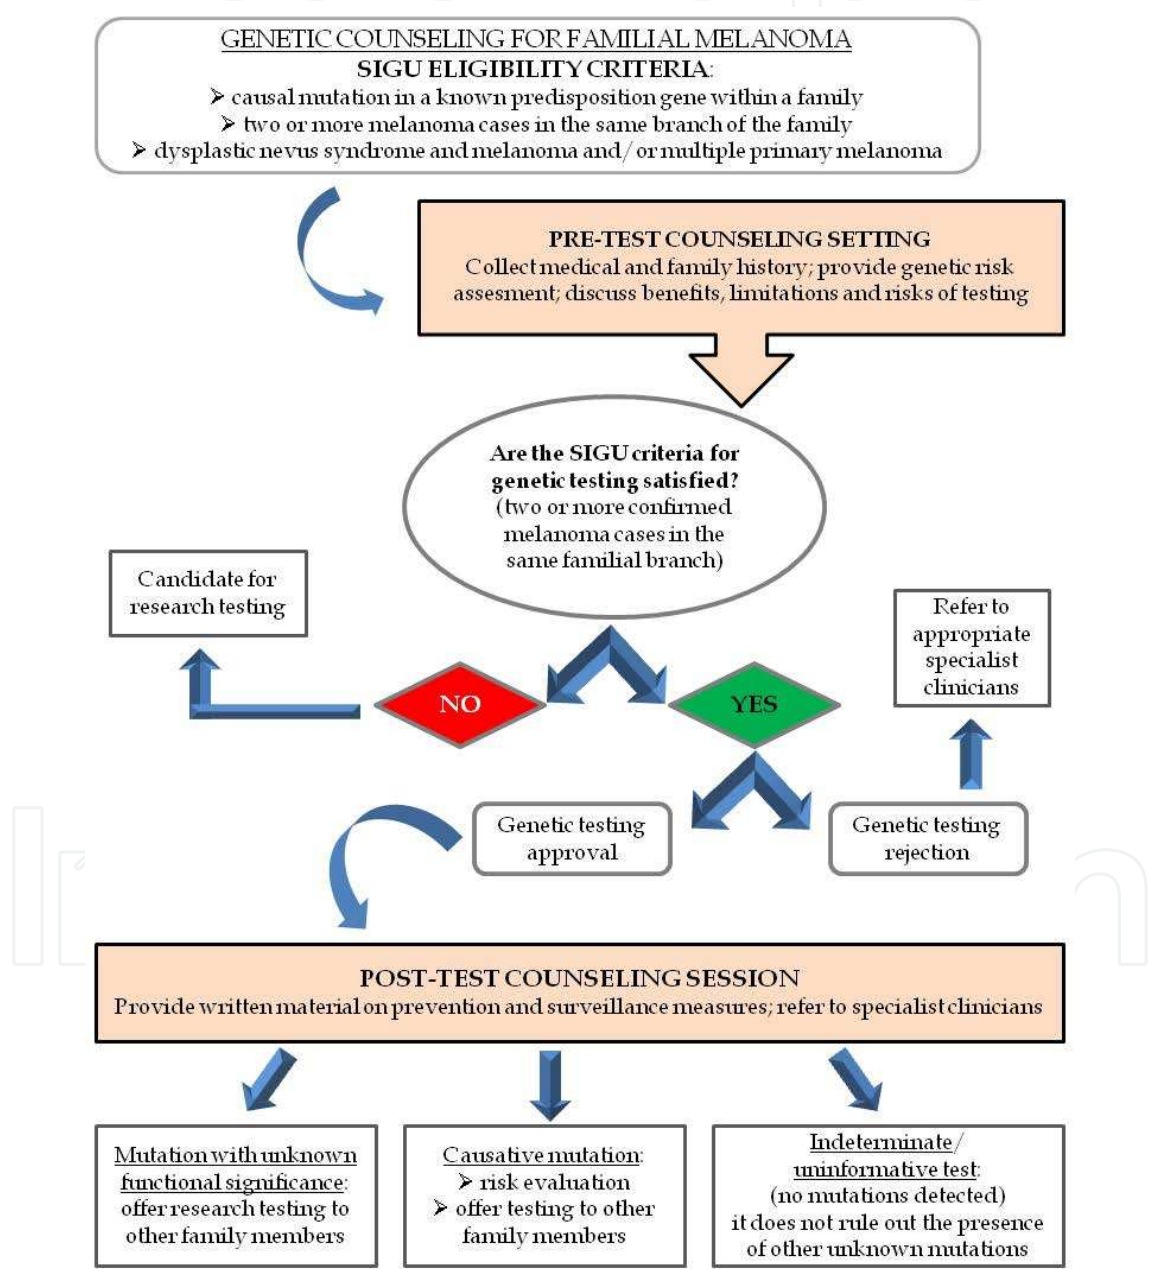 GENETIC COUNSELING FOR FAMILIAL MELANOMA
SIGU ELIGIBILITY CRITERIA:
➢ causal mutation in a known predisposition gene within a family
➢ two or more melanoma cases in the same branch of the family
➢ dysplastic nevus syndrome and melanoma and/or multiple primary melanoma
PRE-TEST COUNSELING SETTING
Collect medical and family history; provide genetic risk
assesment; discuss benefits, limitations and risks of testing
Are the SIGU criteria for
genetic testing satisfied?
(two or more confirmed
melanoma cases in the
same familial branch)
Candidate for
research testing
Refer to
appropriate
specialist
clinicians
NO
YES
Genetic testing
approval
Genetic testing
rejection
POST-TEST COUNSELING SESSION
Provide written material on prevention and surveillance measures; refer to specialist clinicians
Mutation with unknown
functional significance:
offer research testing to
other family members
Causative mutation:
➢ risk evaluation
➢ offer testing to other
family members
Indeterminate/
uninformative test:
(no mutations detected)
it does not rule out the presence
of other unknown mutations